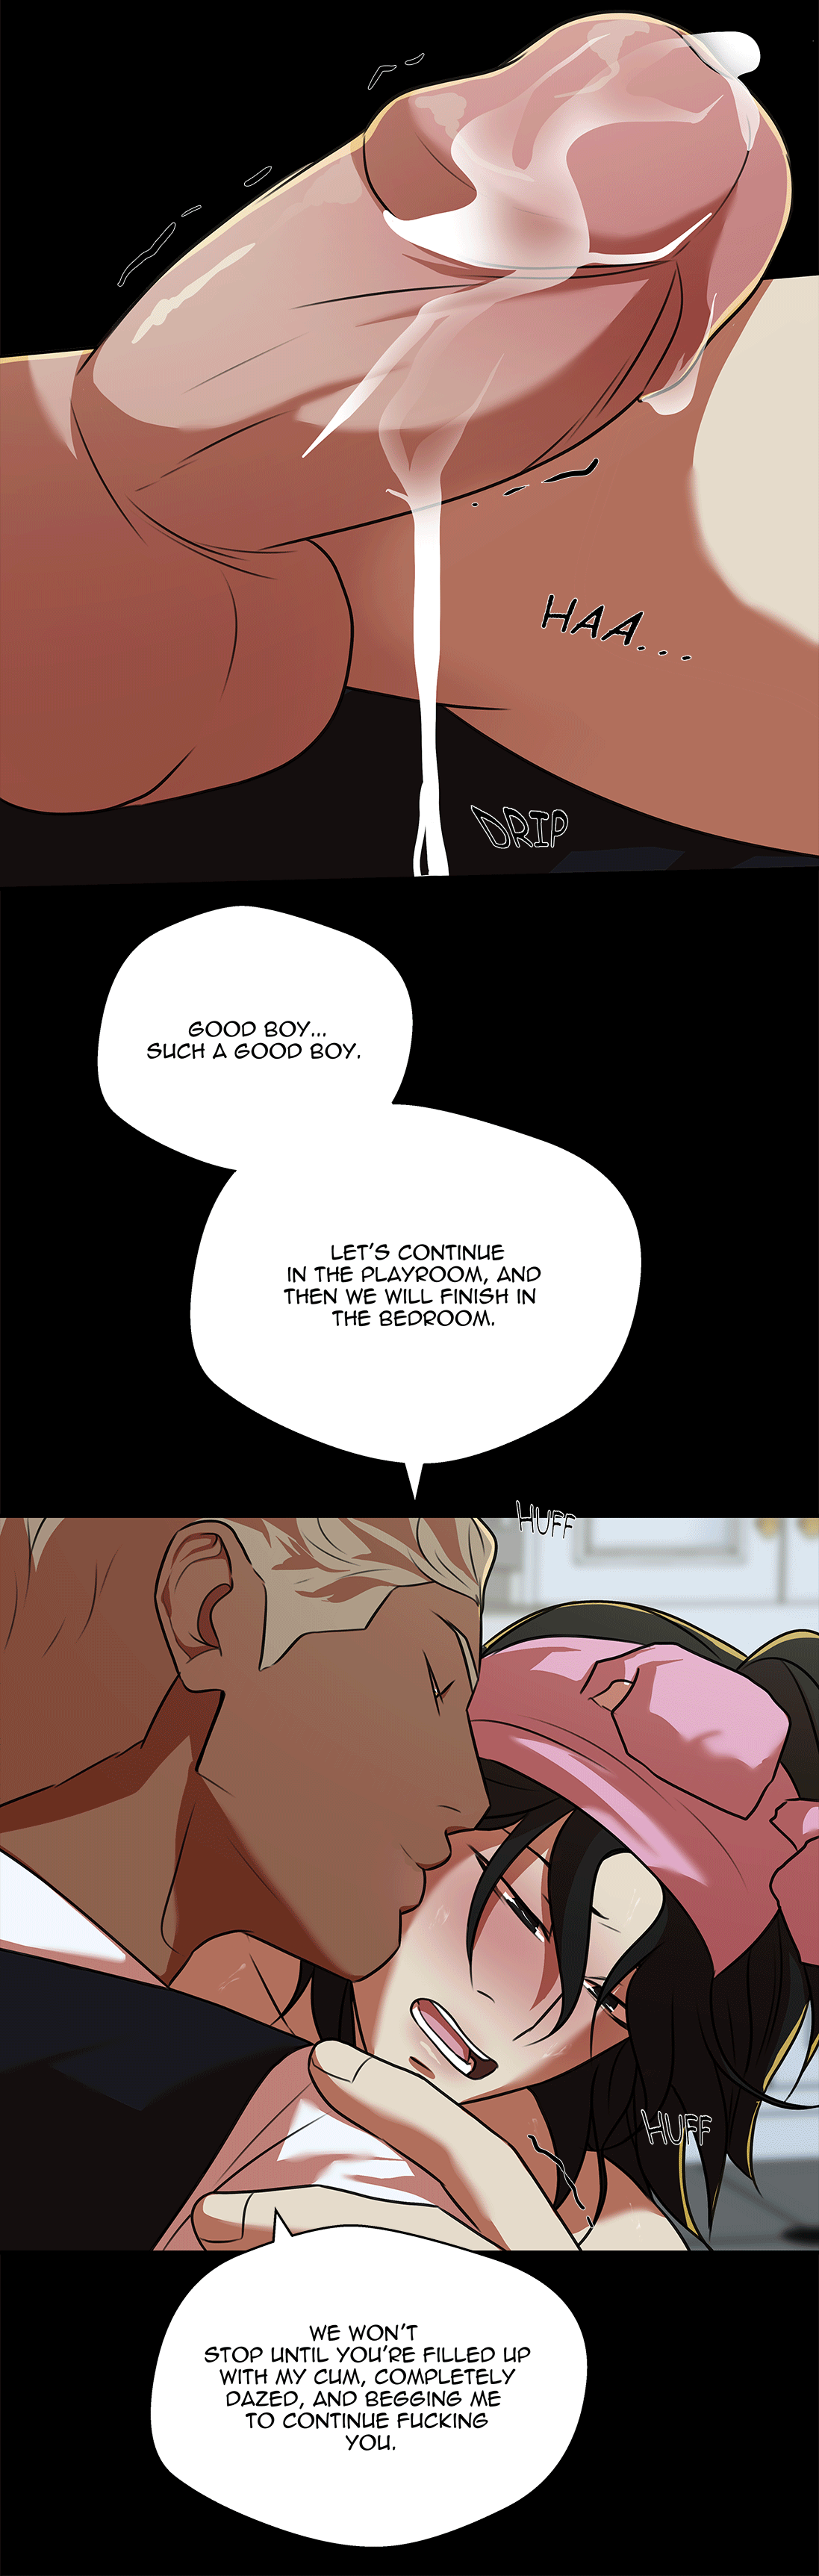 HAA...
DRIP
GOOD BOY...
SUCH A GOOD BOY.
LET'S CONTINUE
IN THE PLAYROOM, AND
THEN WE WILL FINISH IN
THE BEDROOM.
HUFF
HUFF
WE WON'T
STOP UNTIL YOU'RE FILLED UP
WITH MY CUM, COMPLETELY
DAZED, AND BEGGING ME
TO CONTINUE FUCKING
YOU.